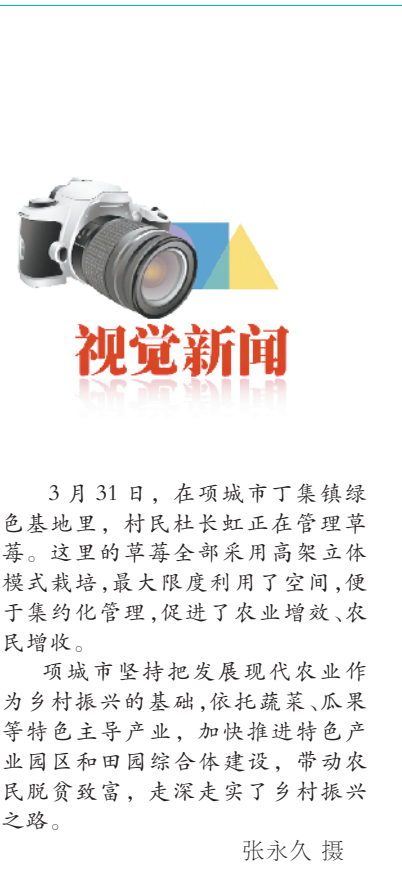 视觉新闻
3月31日，在项城市丁集镇绿
色基地里，村民杜长虹正在管理草
莓。这里的草莓全部采用高架立体
模式栽培,最大限度利用了空间,便
于集约化管理,促进了农业增效、农
民增收。
项城市坚持把发展现代农业作
为乡村振兴的基础,依托蔬菜、瓜果
等特色主导产业，加快推进特色产
业园区和田园综合体建设，带动农
民脱贫致富，走深走实了乡村振兴
之路。
张永久 摄